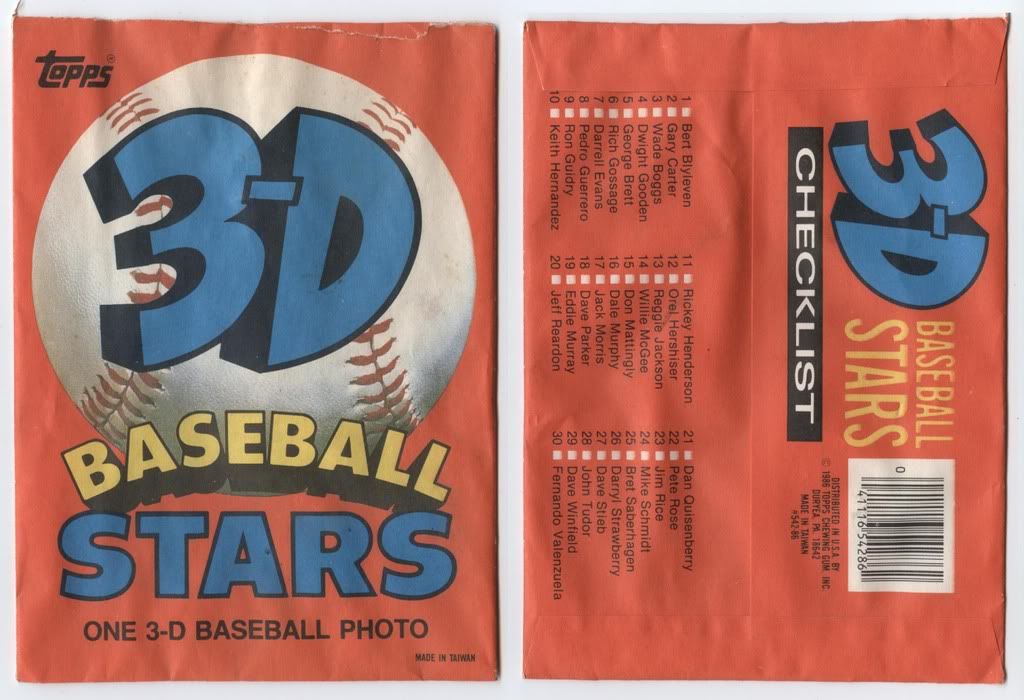 Topps®
3-D
BASEBALL
STARS
ONE 3-D BASEBALL PHOTO
MADE IN TAIWAN
3-D
BASEBALL
STARS
CHECKLIST
1 Bert Blyleven
2 Gary Carter
3 Wade Boggs
4 Dwight Gooden
5 George Brett
6 Rich Gossage
7 Darrell Evans
8 Pedro Guerrero
9 Ron Guidry
10 Keith Hernandez
11 Rickey Henderson
12 Orel Hershiser
13 Reggie Jackson
14 Willie McGee
15 Don Mattingly
16 Dale Murphy
17 Jack Morris
18 Dave Parker
19 Eddie Murray
20 Jeff Reardon
21 Dan Quisenberry
22 Pete Rose
23 Jim Rice
24 Mike Schmidt
25 Bret Saberhagen
26 Darryl Strawberry
27 Dave Stieb
28 John Tudor
29 Dave Winfield
30 Fernando Valenzuela
0 41116 54286
DISTRIBUTED IN U.S.A. BY
© 1986 TOPPS CHEWING GUM, INC.
DURYEA, PA. 18642
MADE IN TAIWAN
#542-86